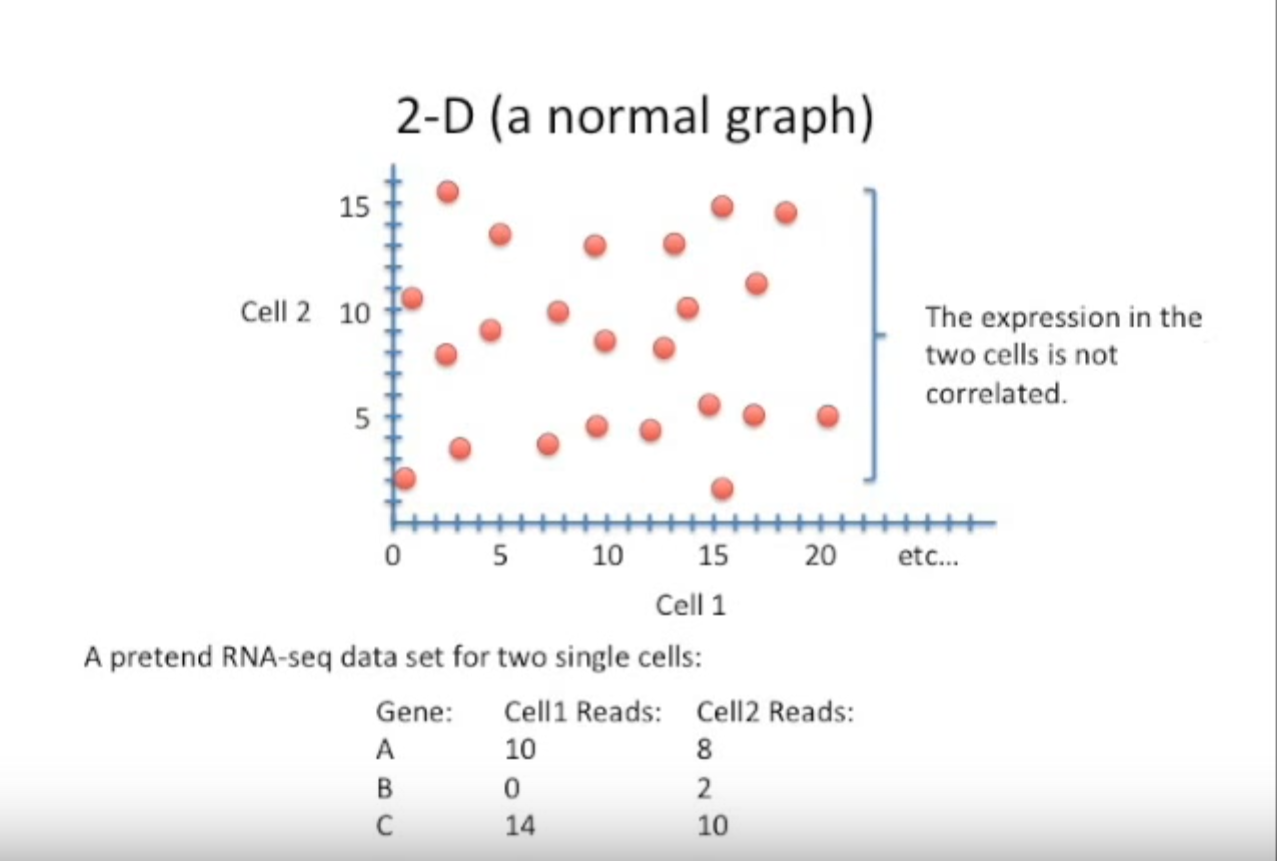 2-D (a normal graph)
15
Cell 2 10
5
The expression in the
two cells is not
correlated.
0 5 10 15 20 etc...
Cell 1
A pretend RNA-seq data set for two single cells:
Gene: Cell1 Reads: Cell2 Reads:
A 10 8
B 0 2
C 14 10